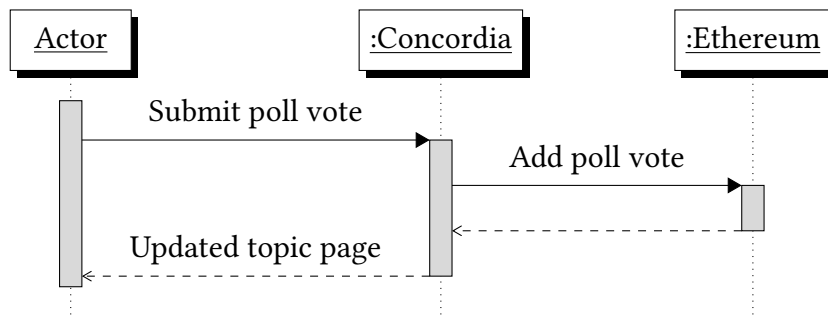 Actor
:Concordia
:Ethereum
Submit poll vote
Add poll vote
Updated topic page